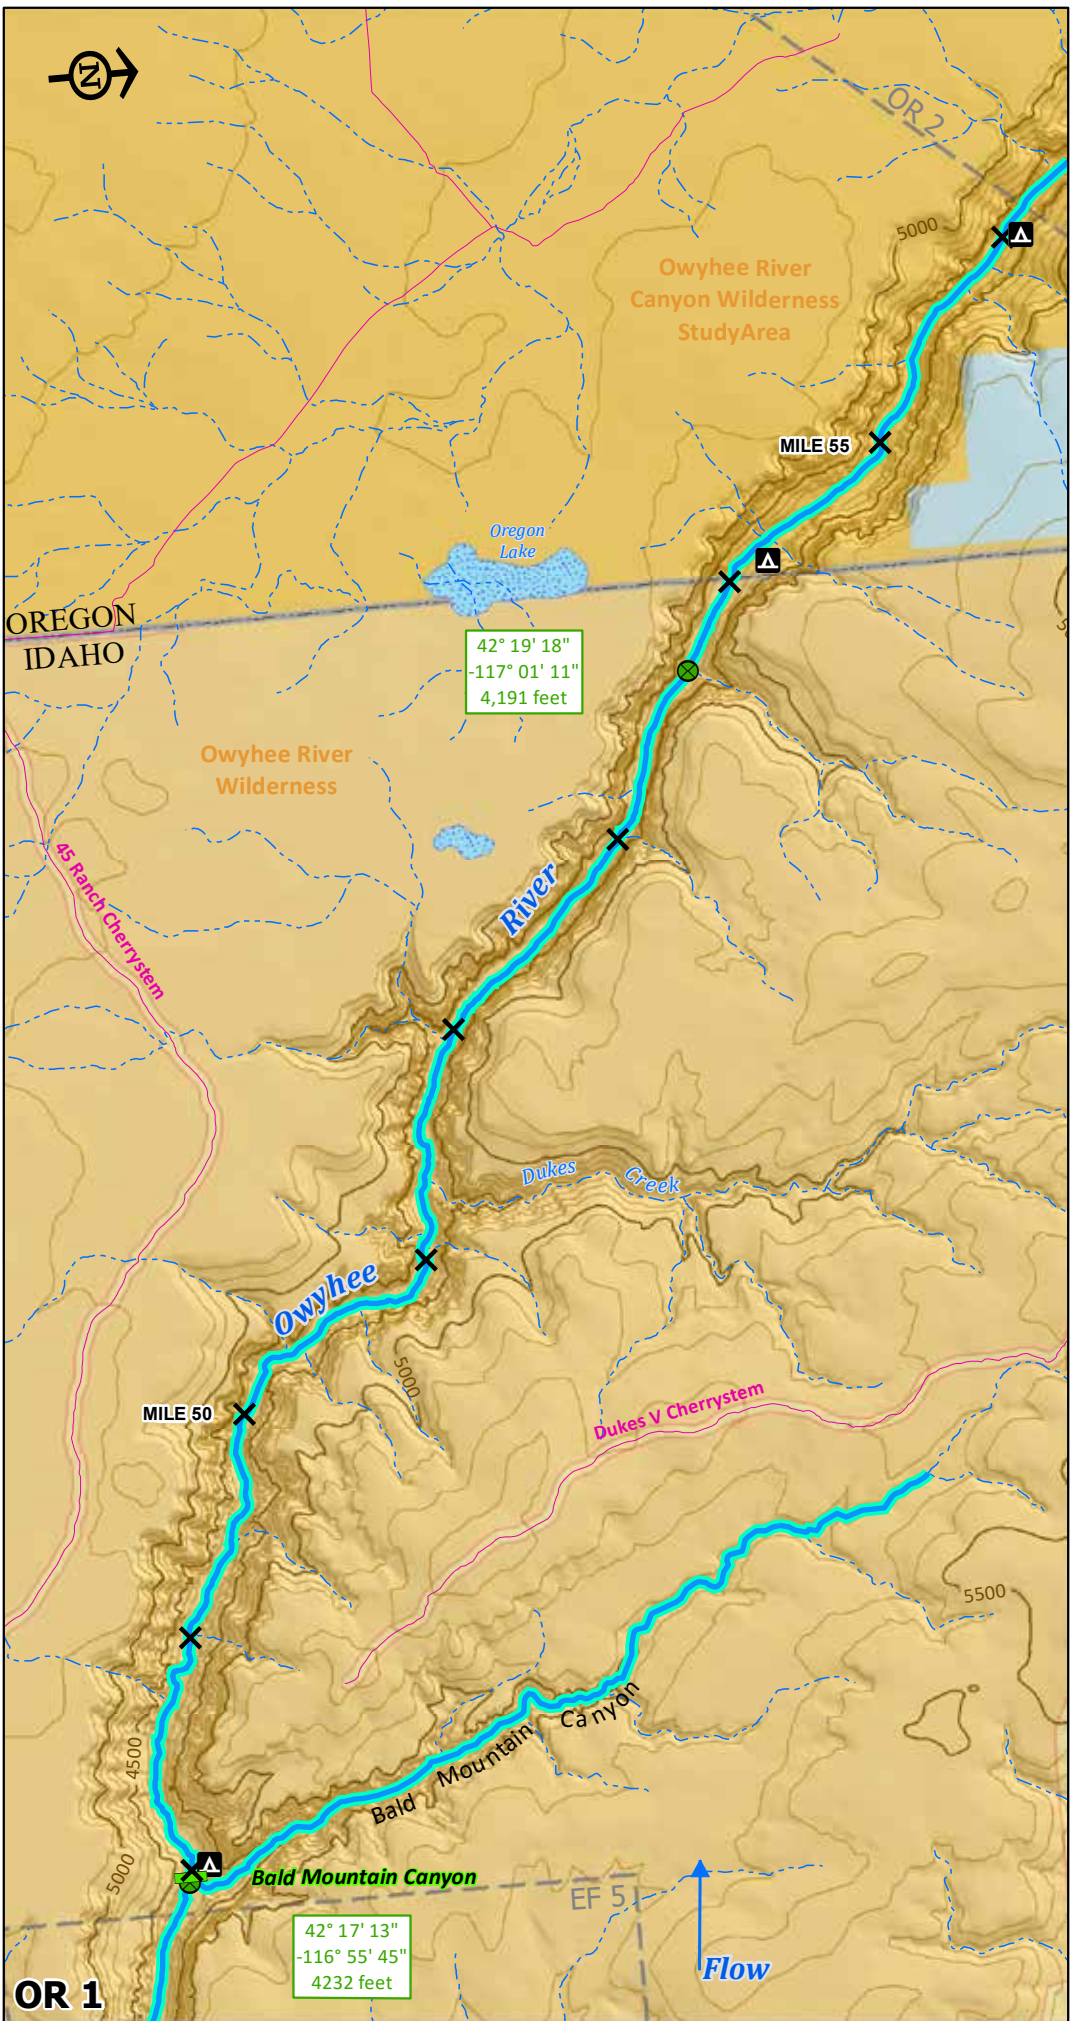 N
OR 2
5000
Owyhee River
Canyon Wilderness
StudyArea
MILE 55
Oregon
Lake
OREGON
IDAHO
42° 19' 18"
-117° 01' 11"
4,191 feet
Owyhee River
Wilderness
45 Ranch Cherrystem
River
Dukes Creek
Owyhee
5000
MILE 50
Dukes V Cherrystem
5500
Bald Mountain Canyon
4500
5000
Bald Mountain Canyon
EF 5
42° 17' 13"
-116° 55' 45"
4232 feet
Flow
OR 1